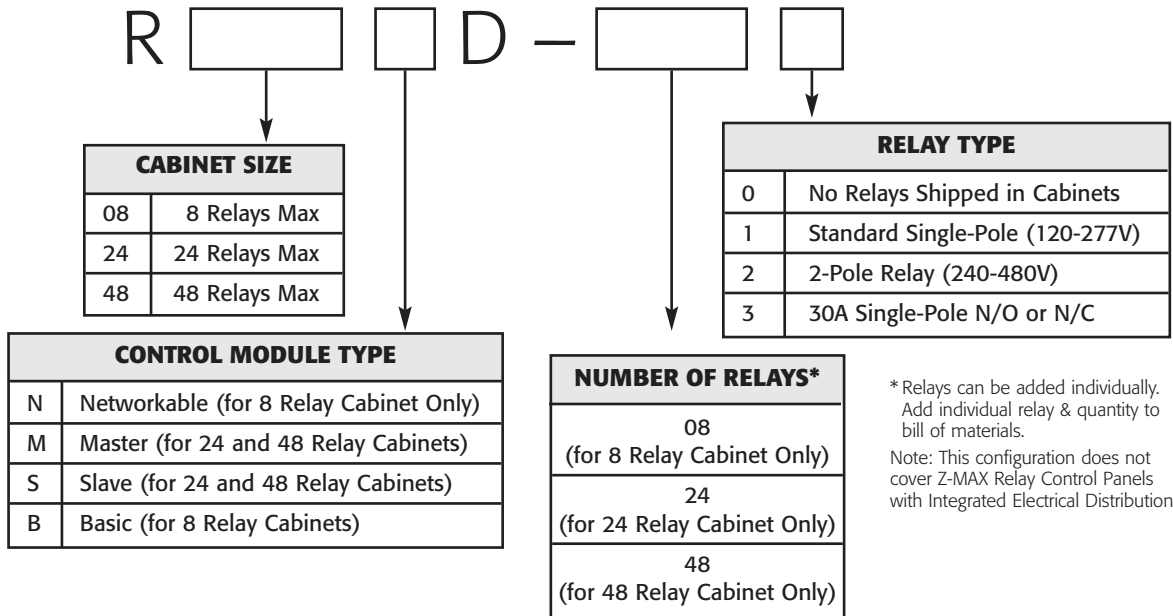 R D –
CABINET SIZE
08 8 Relays Max
24 24 Relays Max
48 48 Relays Max
CONTROL MODULE TYPE
N Networkable (for 8 Relay Cabinet Only)
M Master (for 24 and 48 Relay Cabinets)
S Slave (for 24 and 48 Relay Cabinets)
B Basic (for 8 Relay Cabinets)
NUMBER OF RELAYS*
08
(for 8 Relay Cabinet Only)
24
(for 24 Relay Cabinet Only)
48
(for 48 Relay Cabinet Only)
RELAY TYPE
0 No Relays Shipped in Cabinets
1 Standard Single-Pole (120-277V)
2 2-Pole Relay (240-480V)
3 30A Single-Pole N/O or N/C
* Relays can be added individually.
Add individual relay & quantity to
bill of materials.
Note: This configuration does not
cover Z-MAX Relay Control Panels
with Integrated Electrical Distribution